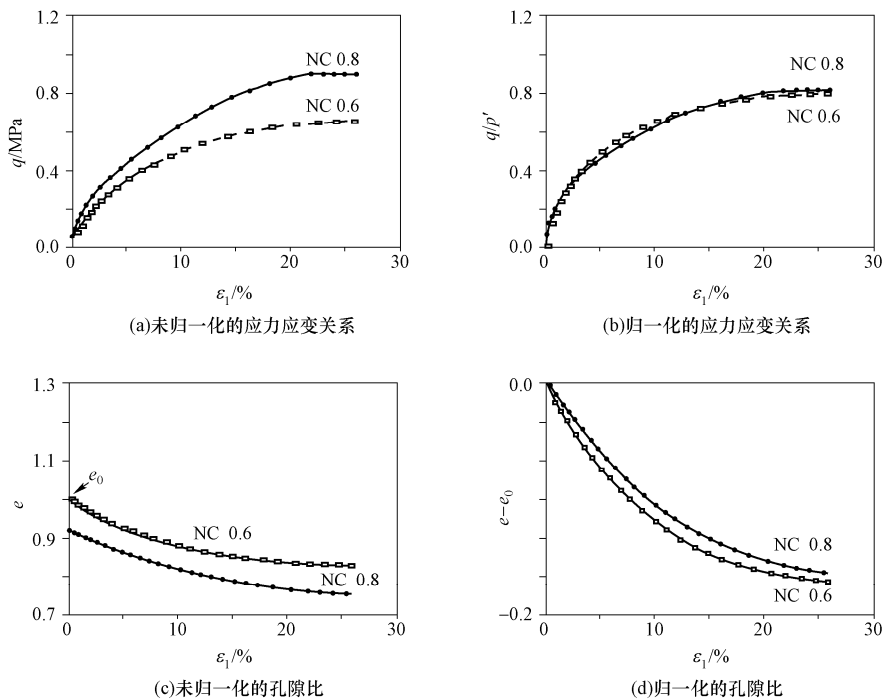 1.2
0.8
0.4
0.0
q/MPa
NC 0.8
NC 0.6
0
10
20
30
ε₁/%
(a)未归一化的应力应变关系
1.2
0.8
0.4
0.0
q/p′
NC 0.8
NC 0.6
0
10
20
30
ε₁/%
(b)归一化的应力应变关系
1.3
1.1
0.9
0.7
e
e₀
NC 0.6
NC 0.8
0
10
20
30
ε₁/%
(c)未归一化的孔隙比
0.0
−0.2
e−e₀
NC 0.8
NC 0.6
0
10
20
30
ε₁/%
(d)归一化的孔隙比